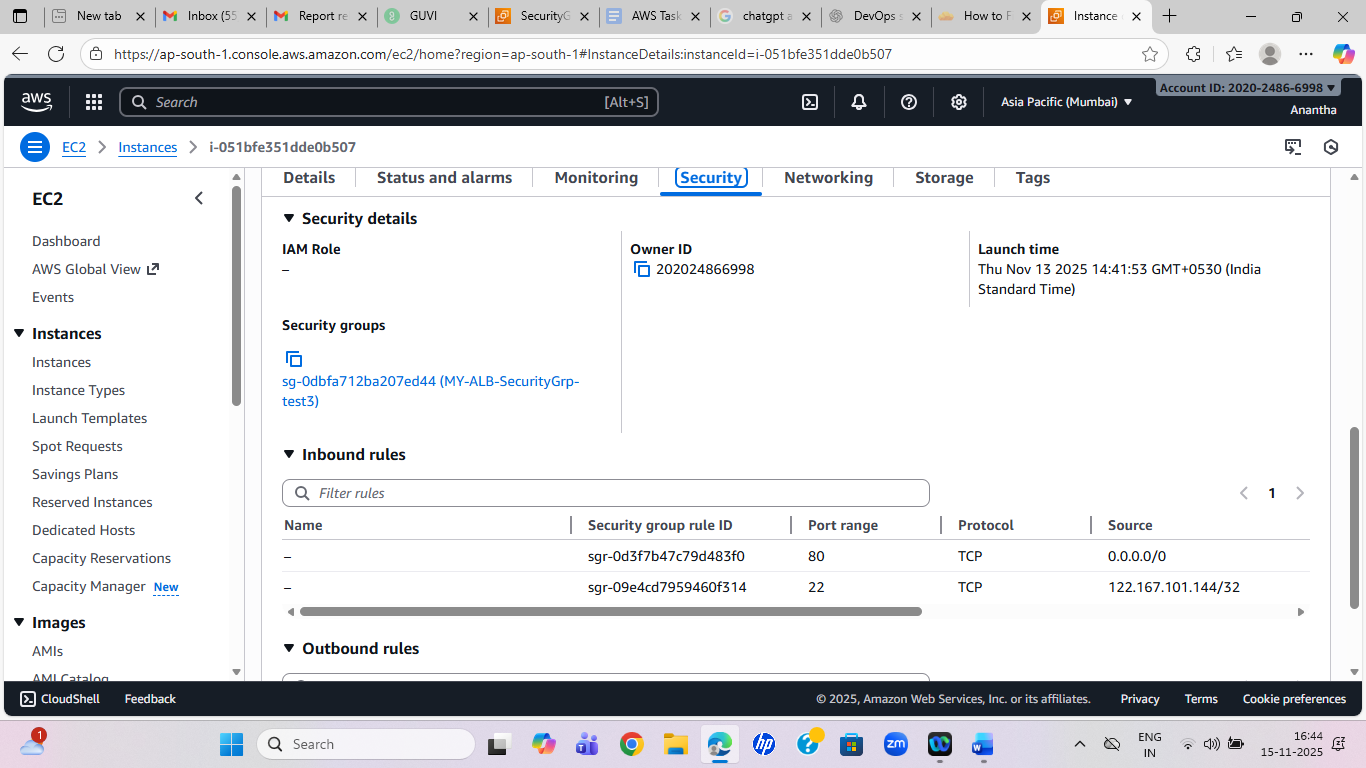 New tab
Inbox (55
Report re
GUVI
SecurityG
AWS Task
chatgpt a
DevOps s
How to F
Instance
https://ap-south-1.console.aws.amazon.com/ec2/home?region=ap-south-1#InstanceDetails:instanceId=i-051bfe351dde0b507
aws
Search
[Alt+S]
Asia Pacific (Mumbai)
Account ID: 2020-2486-6998
Anantha
EC2
Instances
i-051bfe351dde0b507
EC2
Dashboard
AWS Global View
Events
Instances
Instances
Instance Types
Launch Templates
Spot Requests
Savings Plans
Reserved Instances
Dedicated Hosts
Capacity Reservations
Capacity Manager New
Images
AMIs
AMI Catalog
Details Status and alarms Monitoring Security Networking Storage Tags
Security details
IAM Role
–
Owner ID
202024866998
Launch time
Thu Nov 13 2025 14:41:53 GMT+0530 (India
Standard Time)
Security groups
sg-0dbfa712ba207ed44 (MY-ALB-SecurityGrp-
test3)
Inbound rules
Filter rules
1
Name Security group rule ID Port range Protocol Source
– sgr-0d3f7b47c79d483f0 80 TCP 0.0.0.0/0
– sgr-09e4cd7959460f314 22 TCP 122.167.101.144/32
Outbound rules
CloudShell Feedback © 2025, Amazon Web Services, Inc. or its affiliates. Privacy Terms Cookie preferences
1
Search
zm
ENG
IN
16:44
15-11-2025